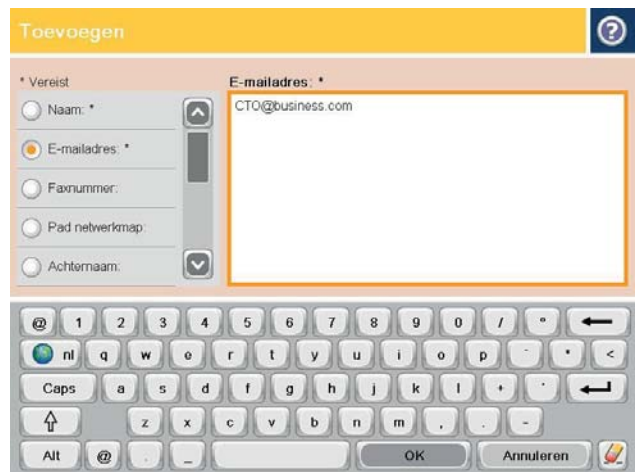 Toevoegen
* Vereist
E-mailadres: *
Naam: *
CTO@business.com
E-mailadres: *
Faxnummer:
Pad netwerkmap:
Achternaam:
@ 1 2 3 4 5 6 7 8 9 0 / °
nl q w e r t y u i o p ¨ * <
Caps a s d f g h j k l + ´
z x c v b n m , . -
Alt @ . _ OK Annuleren